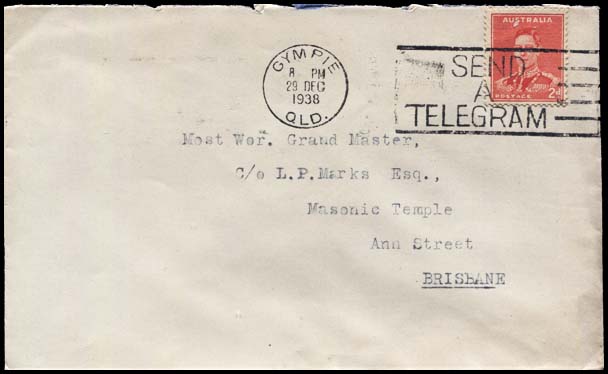 GYMPIE
8 PM
29 DEC
1938
QLD.
SEND
A
TELEGRAM
AUSTRALIA
POSTAGE 2d
Most Wor. Grand Master,
C/o L.P.Marks Esq.,
Masonic Temple
Ann Street
BRISBANE